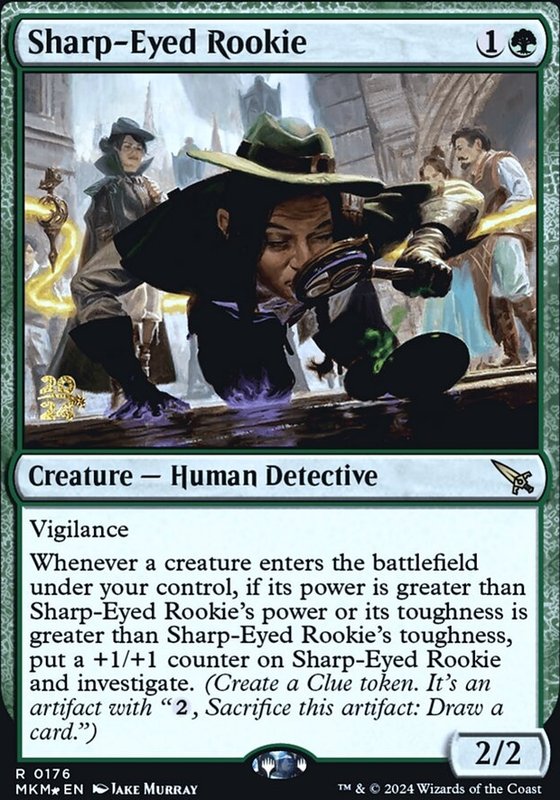 Sharp-Eyed Rookie 1
2024
Creature — Human Detective
Vigilance
Whenever a creature enters the battlefield
under your control, if its power is greater than
Sharp-Eyed Rookie's power or its toughness is
greater than Sharp-Eyed Rookie's toughness,
put a +1/+1 counter on Sharp-Eyed Rookie
and investigate. (Create a Clue token. It's an
artifact with “2, Sacrifice this artifact: Draw a
card.”)
2/2
R 0176
MKM★EN Jake Murray
™ & © 2024 Wizards of the Coast